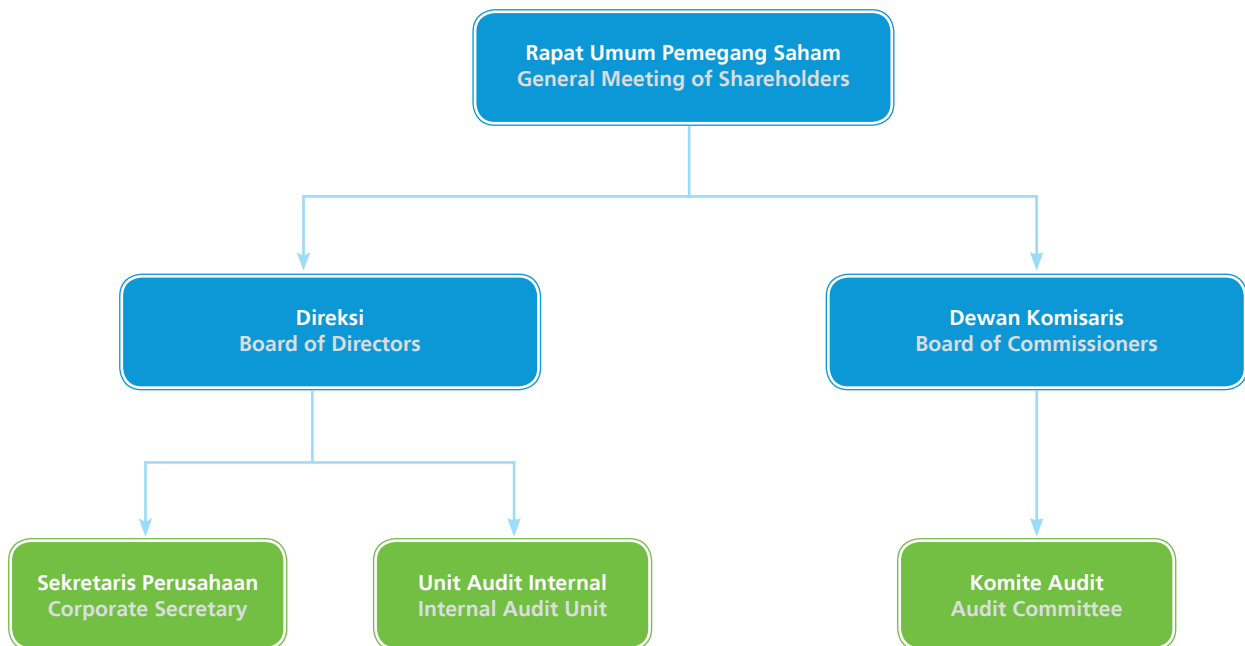 Rapat Umum Pemegang Saham
General Meeting of Shareholders
Direksi
Board of Directors
Dewan Komisaris
Board of Commissioners
Sekretaris Perusahaan
Corporate Secretary
Unit Audit Internal
Internal Audit Unit
Komite Audit
Audit Committee